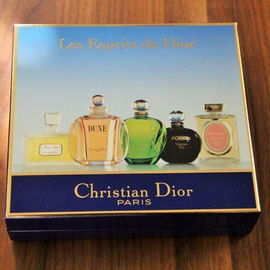 Les Esprits de Dior
DUNE
POISON
Christian Dior
PARIS